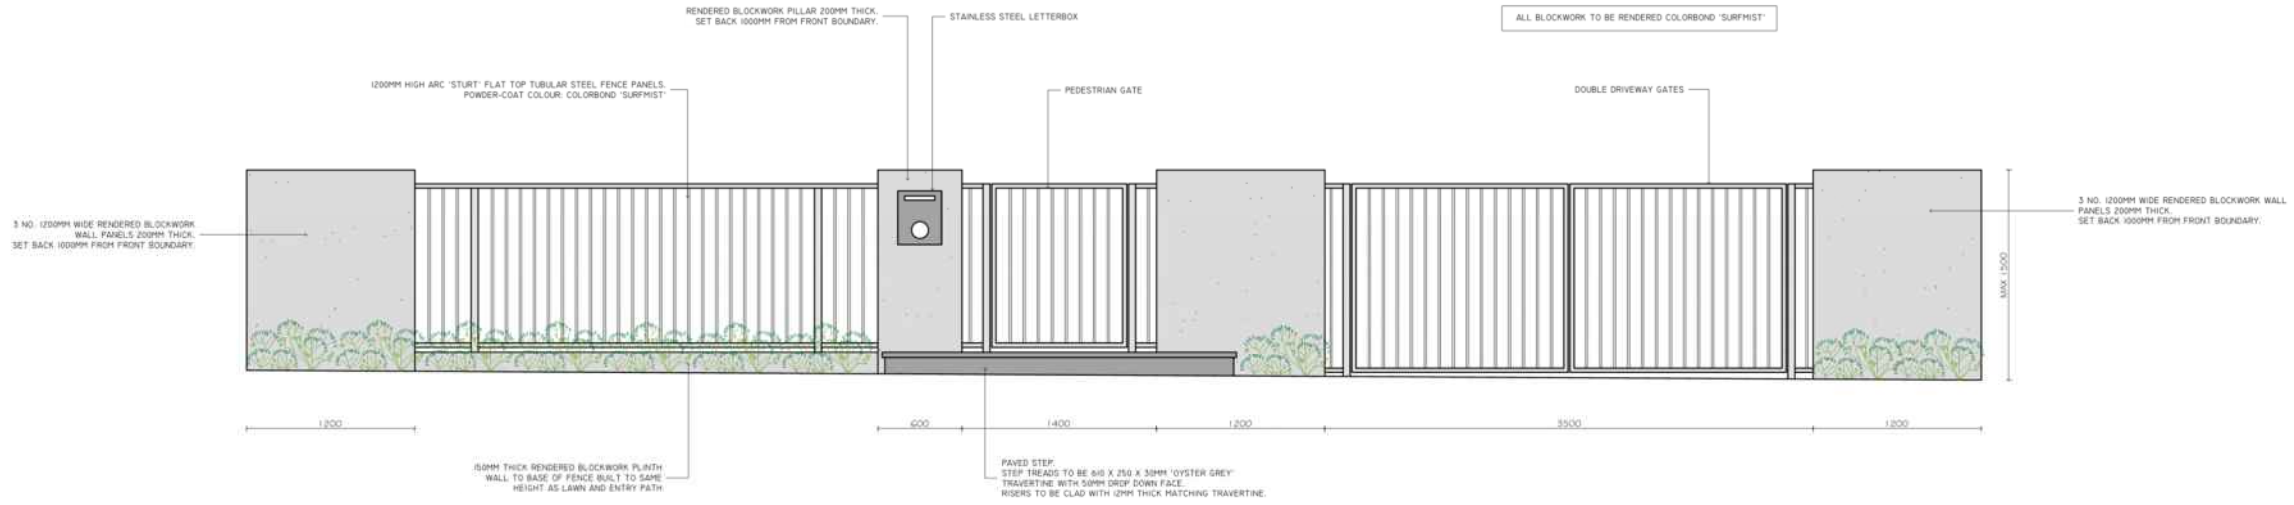 RENDERED BLOCKWORK PILLAR 200MM THICK.
SET BACK 1000MM FROM FRONT BOUNDARY.
STAINLESS STEEL LETTERBOX
ALL BLOCKWORK TO BE RENDERED COLORBOND 'SURFMIST'
1200MM HIGH ARC 'STURT' FLAT TOP TUBULAR STEEL FENCE PANELS.
POWDER-COAT COLOUR: COLORBOND 'SURFMIST'
PEDESTRIAN GATE
DOUBLE DRIVEWAY GATES
3 NO. 1200MM WIDE RENDERED BLOCKWORK
WALL PANELS 200MM THICK.
SET BACK 1000MM FROM FRONT BOUNDARY.
3 NO. 1200MM WIDE RENDERED BLOCKWORK WALL
PANELS 200MM THICK.
SET BACK 1000MM FROM FRONT BOUNDARY.
MAX 1500
1200
600
1400
1200
3500
1200
150MM THICK RENDERED BLOCKWORK PLINTH
WALL TO BASE OF FENCE BUILT TO SAME
HEIGHT AS LAWN AND ENTRY PATH.
PAVED STEP.
STEP TREADS TO BE 610 X 250 X 30MM 'OYSTER GREY'
TRAVERTINE WITH 50MM DROP DOWN FACE.
RISERS TO BE CLAD WITH 12MM THICK MATCHING TRAVERTINE.